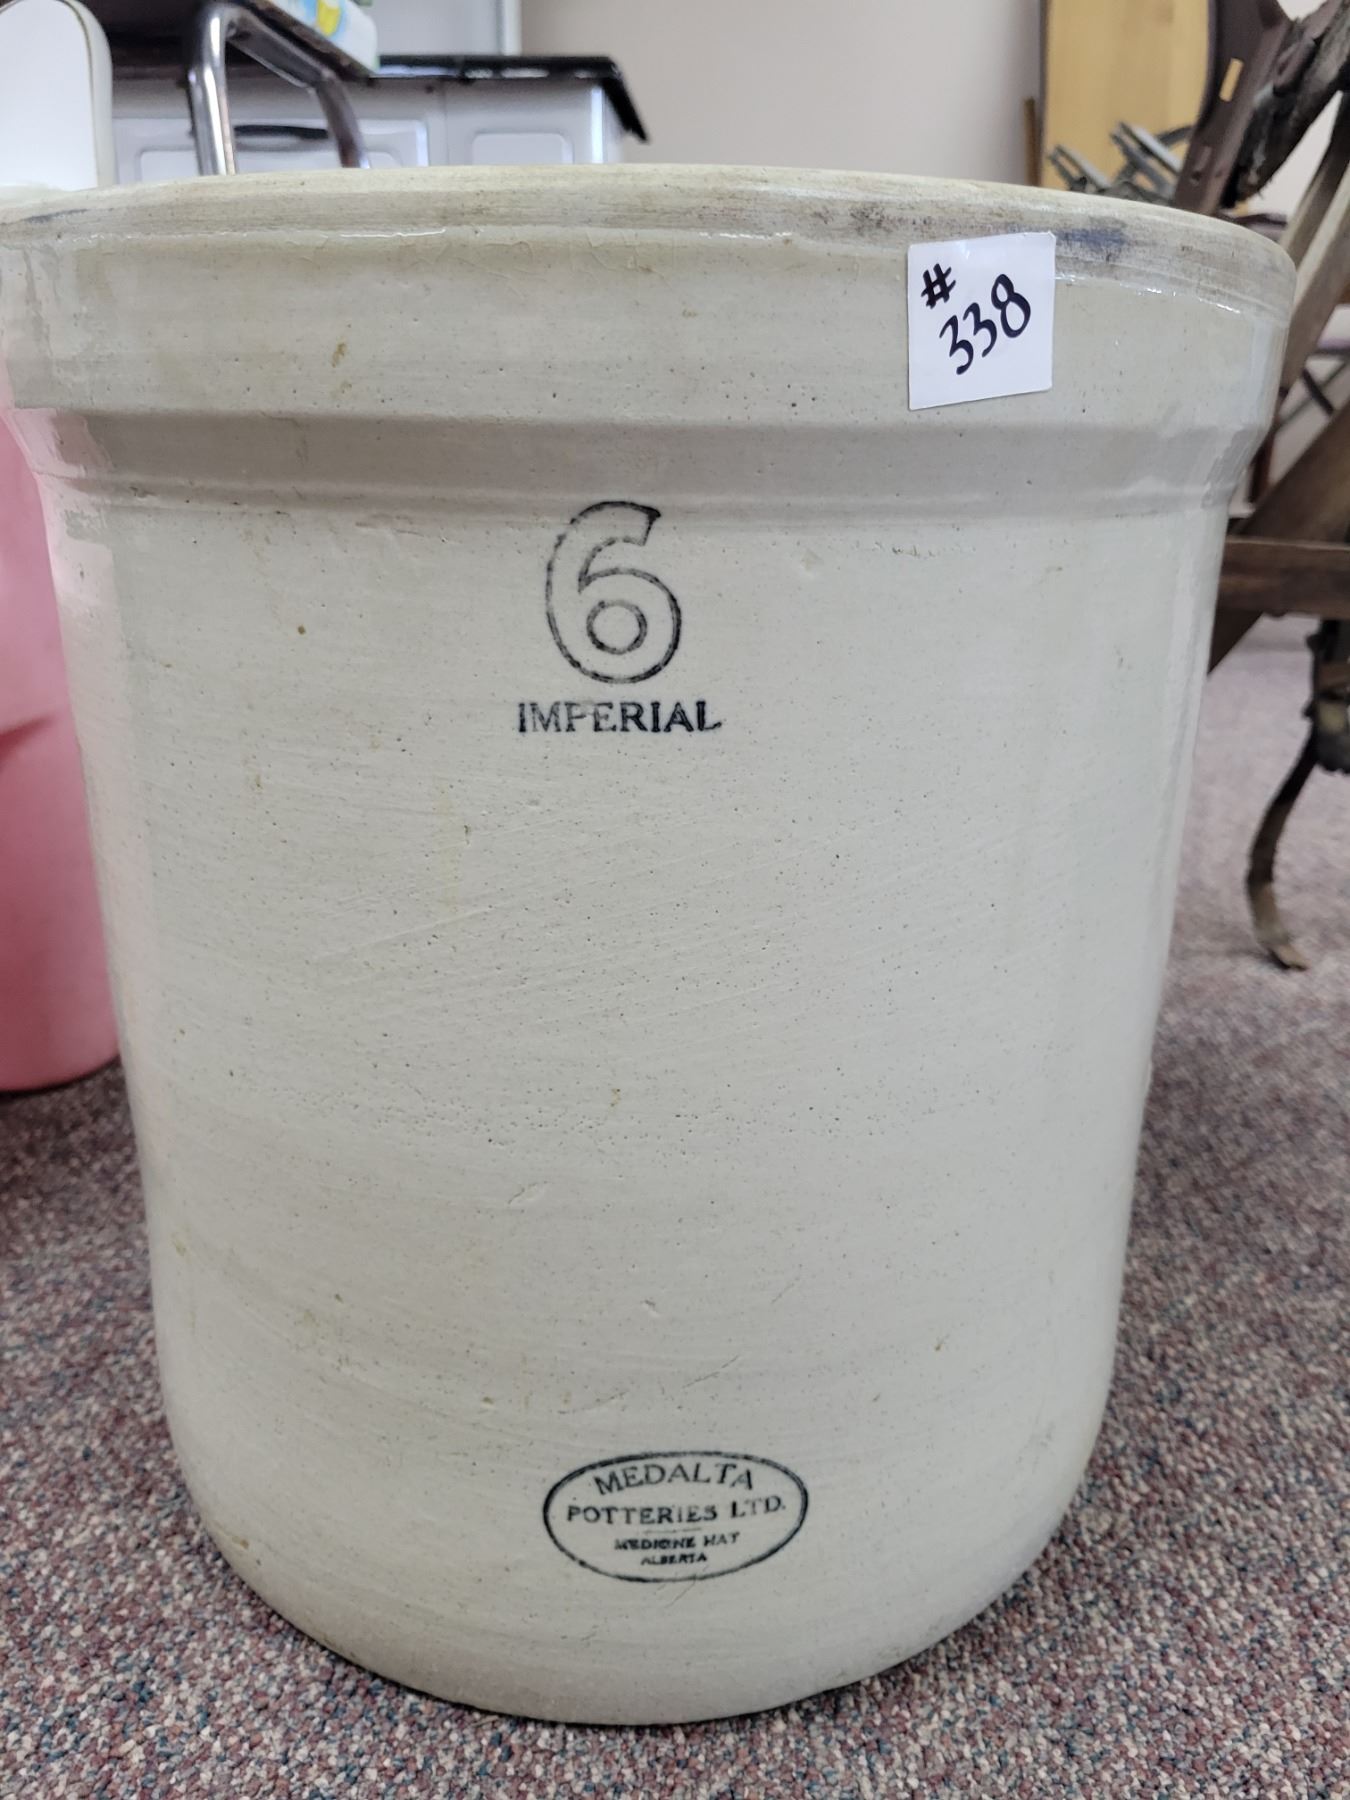 #
338
6
IMPERIAL
MEDALTA
POTTERIES LTD.
MEDICINE HAT
ALBERTA